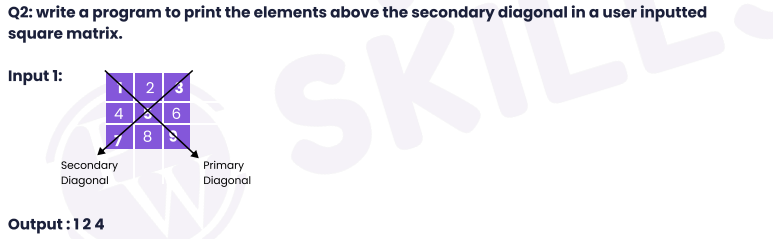 Q2: write a program to print the elements above the secondary diagonal in a user inputted
square matrix.
Input 1:
1 2 3
4 5 6
7 8 9
Secondary
Diagonal
Primary
Diagonal
Output : 1 2 4
SKILLS